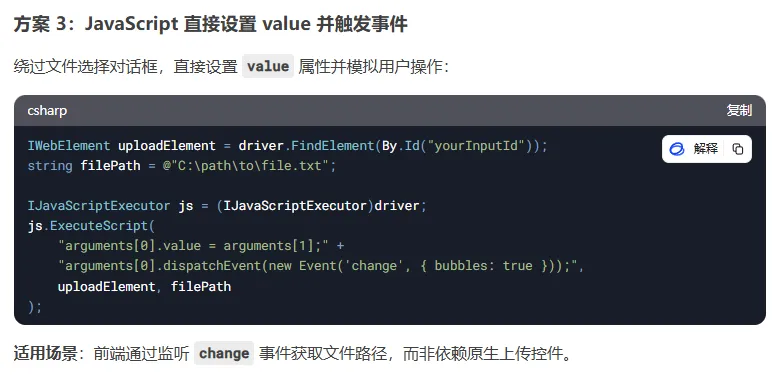 方案 3：JavaScript 直接设置 value 并触发事件
绕过文件选择对话框，直接设置 value 属性并模拟用户操作：
csharp
复制
IWebElement uploadElement = driver.FindElement(By.Id("yourInputId"));
解释
string filePath = @"C:\path\to\file.txt";
IJavaScriptExecutor js = (IJavaScriptExecutor)driver;
js.ExecuteScript(
    "arguments[0].value = arguments[1];" +
    "arguments[0].dispatchEvent(new Event('change', { bubbles: true }));",
    uploadElement, filePath
);
适用场景：前端通过监听 change 事件获取文件路径，而非依赖原生上传控件。